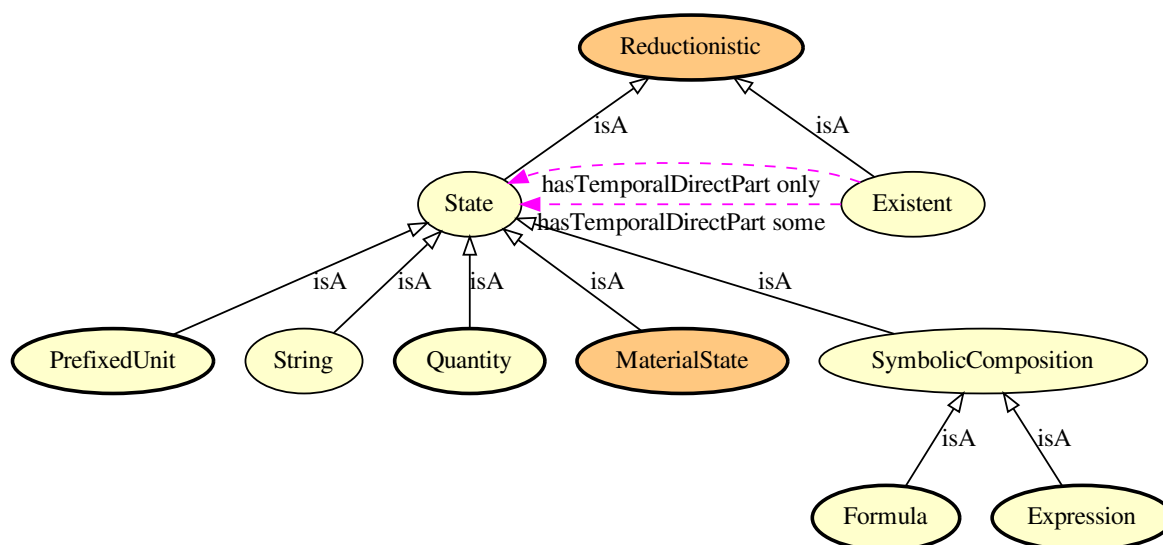 Reductionistic
isA
isA
hasTemporalDirectPart only
State
Existent
hasTemporalDirectPart some
isA
isA
isA
isA
isA
PrefixedUnit
String
Quantity
MaterialState
SymbolicComposition
isA
isA
Formula
Expression